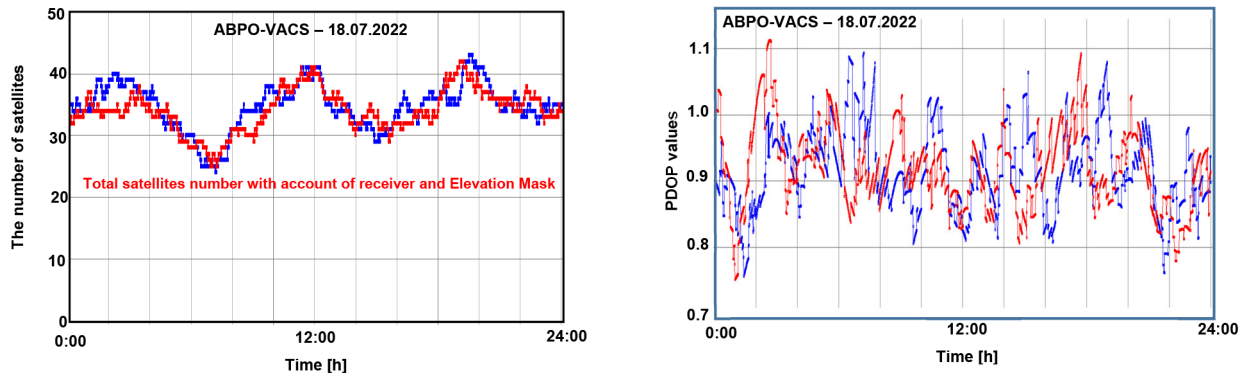 ABPO-VACS – 18.07.2022
The number of satellites
50
40
30
20
10
0
Total satellites number with account of receiver and Elevation Mask
0:00
12:00
24:00
Time [h]
ABPO-VACS – 18.07.2022
PDOP values
1.1
1.0
0.9
0.8
0.7
0:00
12:00
24:00
Time [h]